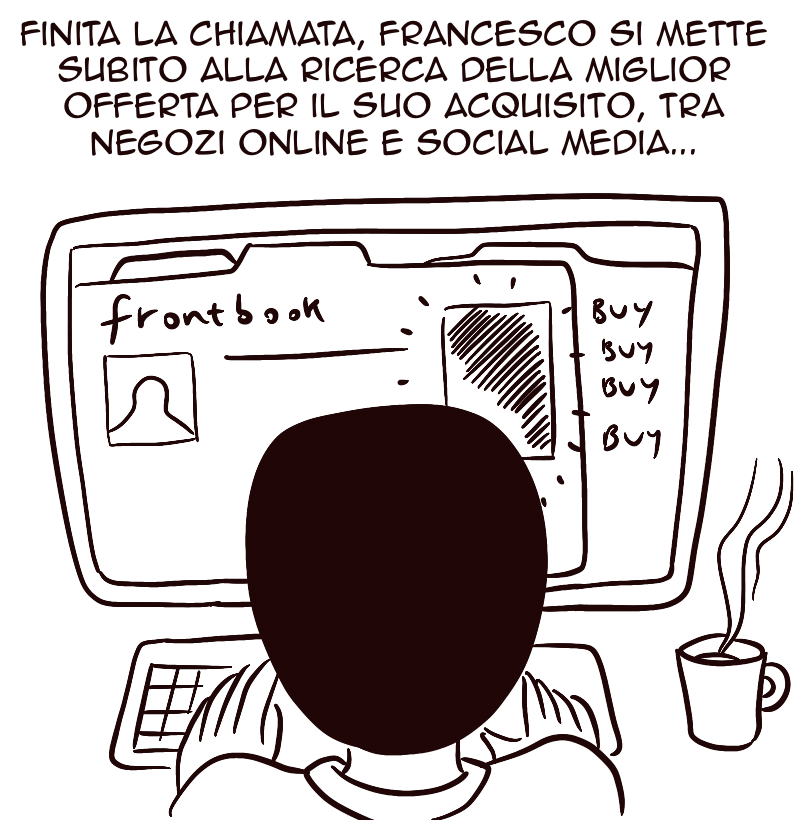 FINITA LA CHIAMATA, FRANCESCO SI METTE
SUBITO ALLA RICERCA DELLA MIGLIOR
OFFERTA PER IL SUO ACQUISITO, TRA
NEGOZI ONLINE E SOCIAL MEDIA...
frontbook
BUY
BUY
BUY
BUY